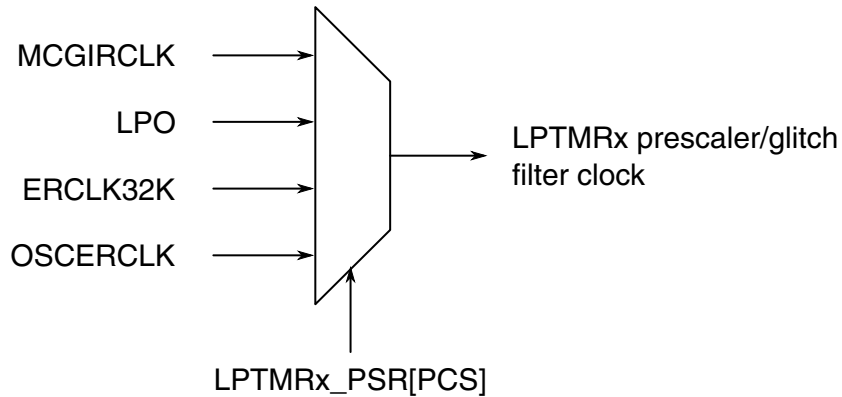 MCGIRCLK
LPO
ERCLK32K
OSCERCLK
LPTMRx prescaler/glitch
filter clock
LPTMRx_PSR[PCS]